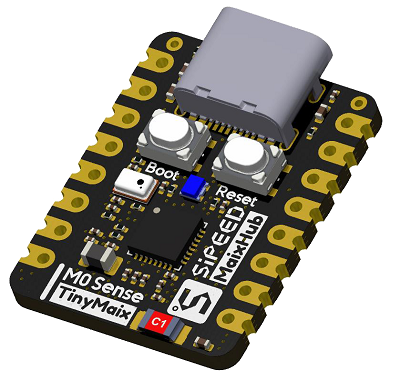 Boot
Reset
SiPEED
MaixHub
M0 Sense
TinyMaix
C1